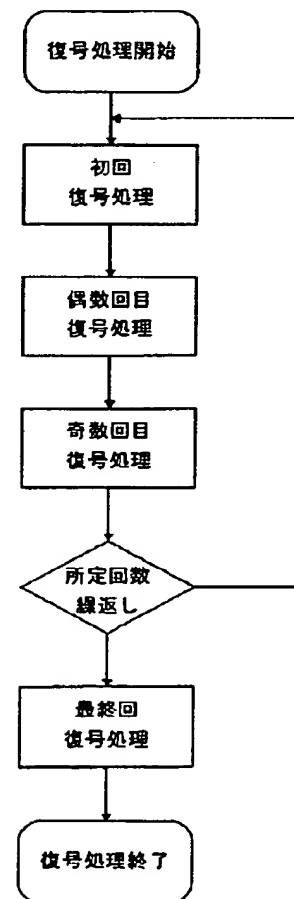 復号処理開始
初回
復号処理
偶数回目
復号処理
奇数回目
復号処理
所定回数
繰返し
最終回
復号処理
復号処理終了